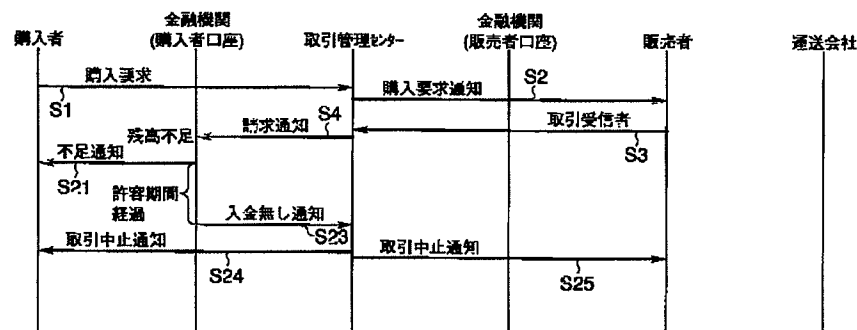 購入者
金融機関
(購入者口座)
取引管理センター
金融機関
(販売者口座)
販売者
運送会社
購入要求
S1
購入要求通知
S2
取引受信者
S3
請求通知
S4
残高不足
不足通知
S21
許容期間
経過
入金無し通知
S23
取引中止通知
S24
取引中止通知
S25